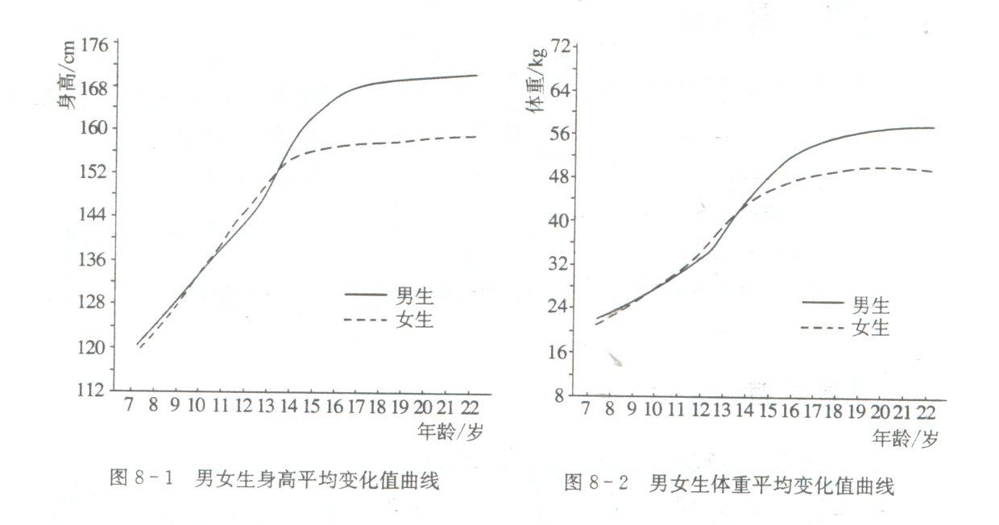 身高/cm
176
168
160
152
144
136
128
120
112
男生
女生
7 8 9 10 11 12 13 14 15 16 17 18 19 20 21 22
年龄/岁
图 8-1 男女生身高平均变化值曲线
体重/kg
72
64
56
48
40
32
24
16
8
男生
女生
7 8 9 10 11 12 13 14 15 16 17 18 19 20 21 22
年龄/岁
图 8-2 男女生体重平均变化值曲线